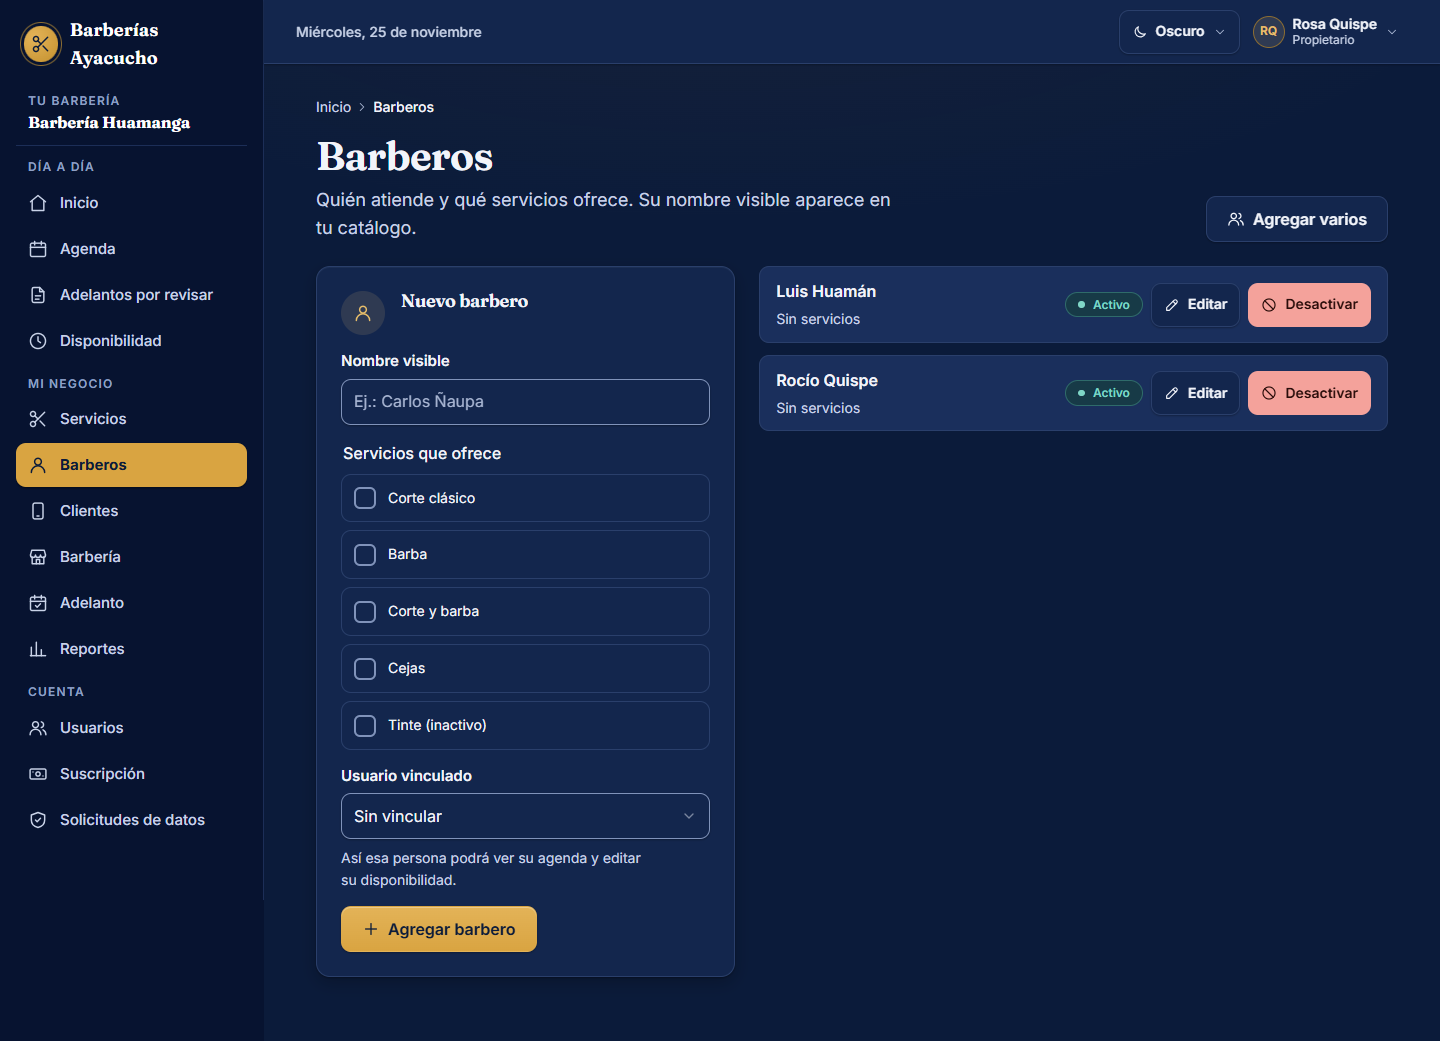 Barberías
Ayacucho
TU BARBERÍA
Barbería Huamanga
DÍA A DÍA
Inicio
Agenda
Adelantos por revisar
Disponibilidad
MI NEGOCIO
Servicios
Barberos
Clientes
Barbería
Adelanto
Reportes
CUENTA
Usuarios
Suscripción
Solicitudes de datos
Miércoles, 25 de noviembre
Oscuro
RQ
Rosa Quispe
Propietario
Inicio
Barberos
Barberos
Quién atiende y qué servicios ofrece. Su nombre visible aparece en
tu catálogo.
Agregar varios
Nuevo barbero
Nombre visible
Ej.: Carlos Ñaupa
Servicios que ofrece
Corte clásico
Barba
Corte y barba
Cejas
Tinte (inactivo)
Usuario vinculado
Sin vincular
Así esa persona podrá ver su agenda y editar
su disponibilidad.
Agregar barbero
Luis Huamán
Sin servicios
Activo
Editar
Desactivar
Rocío Quispe
Sin servicios
Activo
Editar
Desactivar